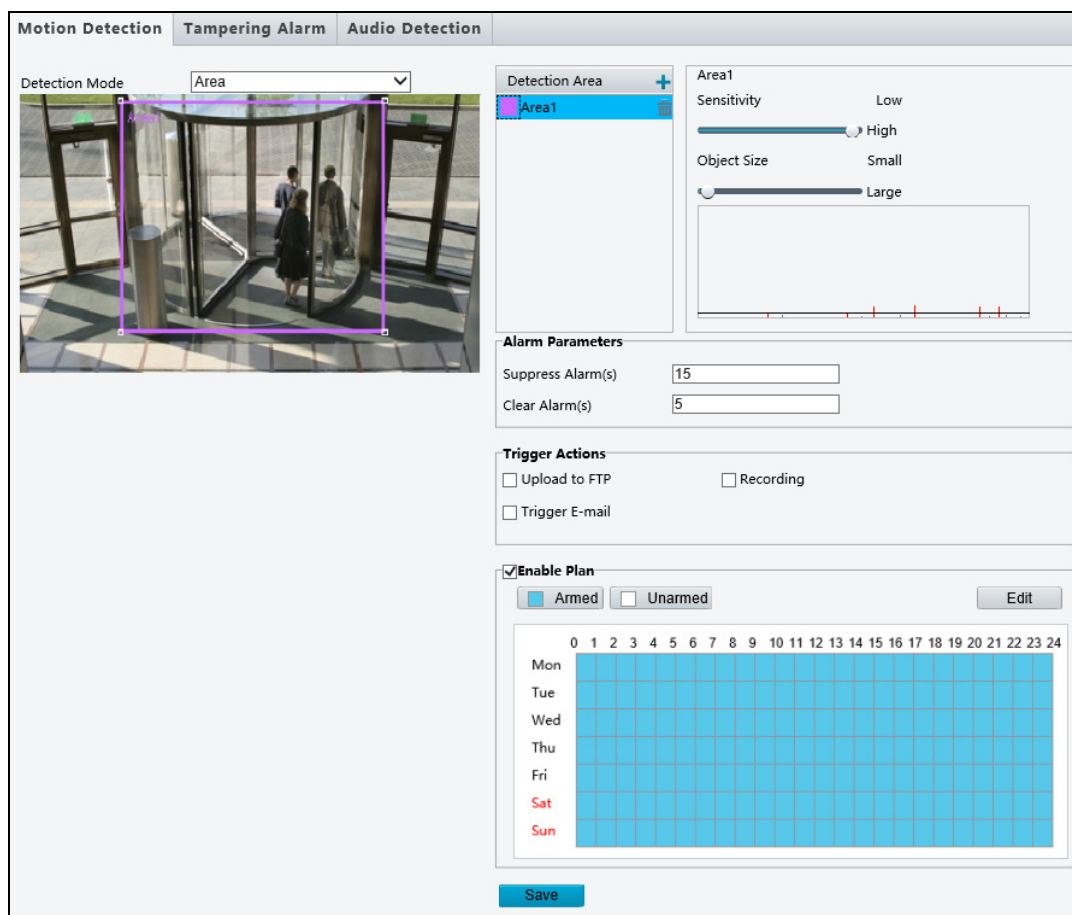 Motion Detection Tampering Alarm Audio Detection
Detection Mode Area
Area1
Detection Area
Area1
Area1
Sensitivity Low
High
Object Size Small
Large
Alarm Parameters
Suppress Alarm(s) 15
Clear Alarm(s) 5
Trigger Actions
Upload to FTP Recording
Trigger E-mail
Enable Plan
Armed Unarmed Edit
0 1 2 3 4 5 6 7 8 9 10 11 12 13 14 15 16 17 18 19 20 21 22 23 24
Mon
Tue
Wed
Thu
Fri
Sat
Sun
Save